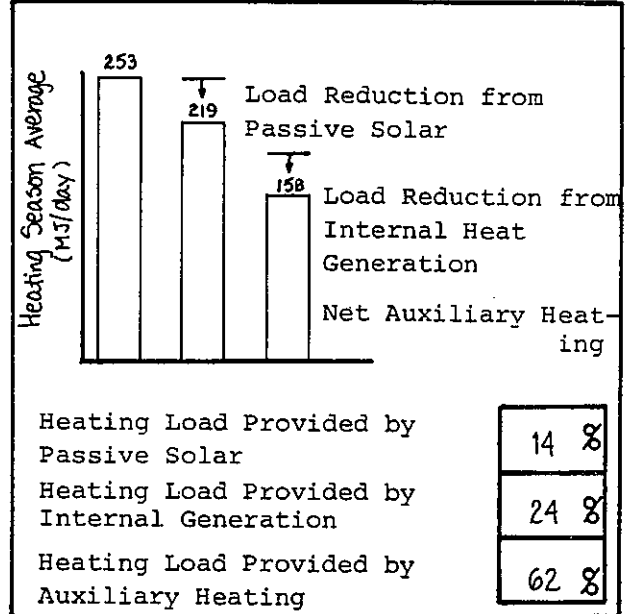 Heating Season Average
(MJ/day)
253
219
158
Load Reduction from
Passive Solar
Load Reduction from
Internal Heat
Generation
Net Auxiliary Heat-
ing
Heating Load Provided by
Passive Solar
14 %
Heating Load Provided by
Internal Generation
24 %
Heating Load Provided by
Auxiliary Heating
62 %